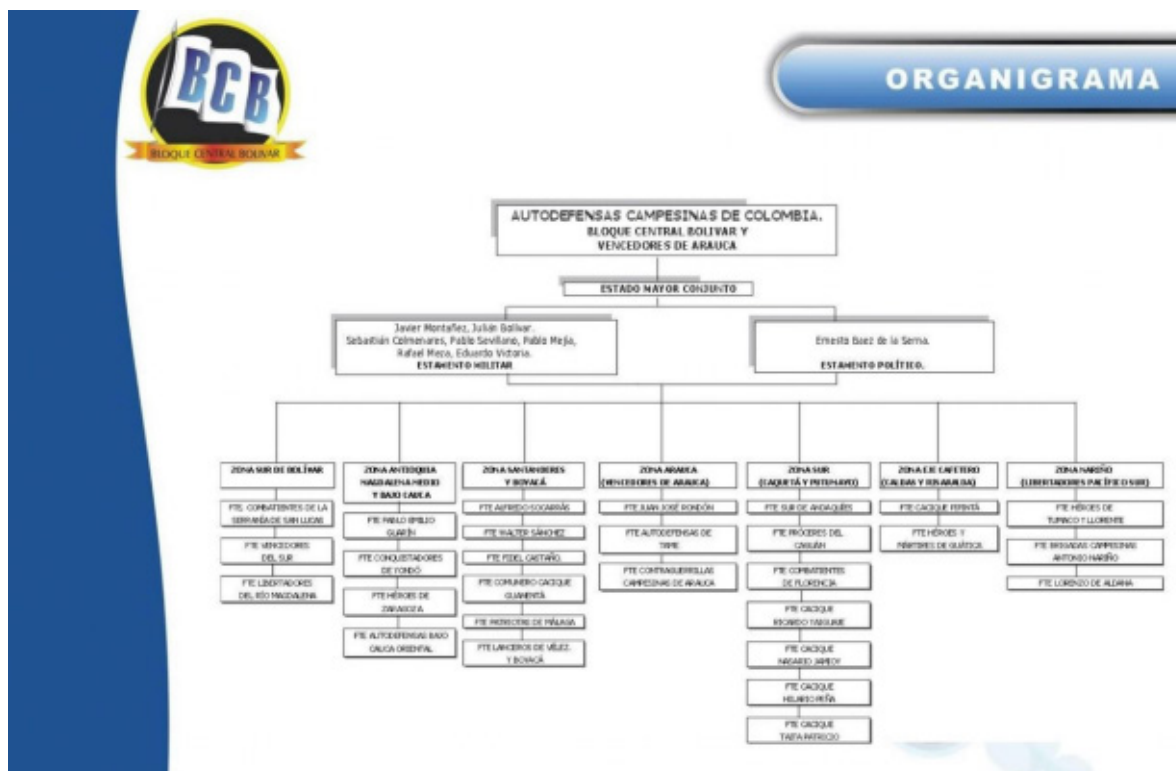 BCB
BLOQUE CENTRAL BOLIVAR
ORGANIGRAMA
AUTODEFENSAS CAMPESINAS DE COLOMBIA.
BLOQUE CENTRAL BOLIVAR Y
VENCEDORES DE ARAUCA
ESTADO MAYOR CONJUNTO
Javier Montañez, Julián Bolívar.
Sebastián Colmenares, Pablo Sevillano, Pablo Mejía,
Rafael Meza, Eduardo Victoria.
ESTAMENTO MILITAR
Ernesto Baez de la Serna.
ESTAMENTO POLÍTICO.
ZONA SUR DE BOLÍVAR
FTE. COMBATIENTES DE LA
SERRANÍA DE SAN LUCAS
FTE VENCEDORES
DEL SUR
FTE LIBERTADORES
DEL RÍO MAGDALENA
ZONA ANTIOQUIA
MAGDALENA MEDIO
Y BAJO CAUCA
FTE PABLO EMILIO
GUARÍN
FTE CONQUISTADORES
DE YONDÓ
FTE HÉROES DE
ZARAGOZA
FTE AUTODEFENSAS BAJO
CAUCA ORIENTAL
ZONA SANTANDERES
Y BOYACÁ
FTE ALFREDO SOCARRÁS
FTE WALTER SÁNCHEZ
FTE FIDEL CASTAÑO.
FTE COMUNERO CACIQUE
GUANENTÁ
FTE PATRIOTAS DE MÁLAGA
FTE LANCEROS DE VÉLEZ.
Y BOYACÁ
ZONA ARAUCA
(VENCEDORES DE ARAUCA)
FTE JUAN JOSÉ RONDÓN
FTE AUTODEFENSAS DE
TAME
FTE CONTRAGUERRILLAS
CAMPESINAS DE ARAUCA
ZONA SUR
(CAQUETÁ Y PUTUMAYO)
FTE SUR DE ANDAQUÍES
FTE PRÓCERES DEL
CAGUÁN
FTE COMBATIENTES
DE FLORENCIA
FTE CACIQUE
RICARDO
FTE CACIQUE
FTE CACIQUE
HILARIO PEÑA
FTE CACIQUE
TAITA PATRICIO
ZONA EJE CAFETERO
(CALDAS Y RISARALDA)
FTE CACIQUE PIPINTÁ
FTE HÉROES Y
MÁRTIRES DE GUÁTICA
ZONA NARIÑO
(LIBERTADORES PACÍFICO SUR)
FTE HÉROES DE
TUMACO Y LLORENTE
FTE BRIGADAS CAMPESINAS
ANTONIO NARIÑO
FTE LORENZO DE ALDANA